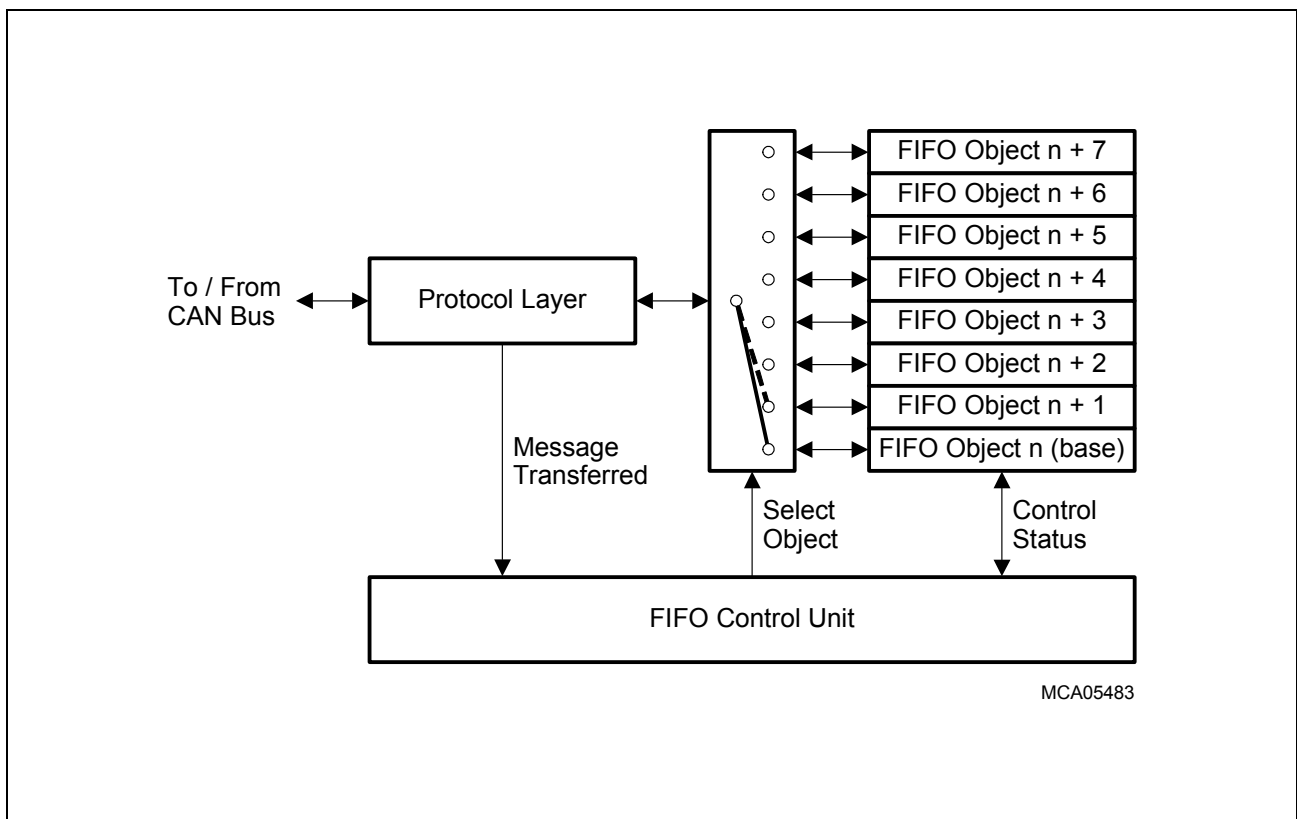 FIFO Object n + 7
FIFO Object n + 6
FIFO Object n + 5
FIFO Object n + 4
FIFO Object n + 3
FIFO Object n + 2
FIFO Object n + 1
FIFO Object n (base)
To / From
CAN Bus
Protocol Layer
Message
Transferred
Select
Object
Control
Status
FIFO Control Unit
MCA05483